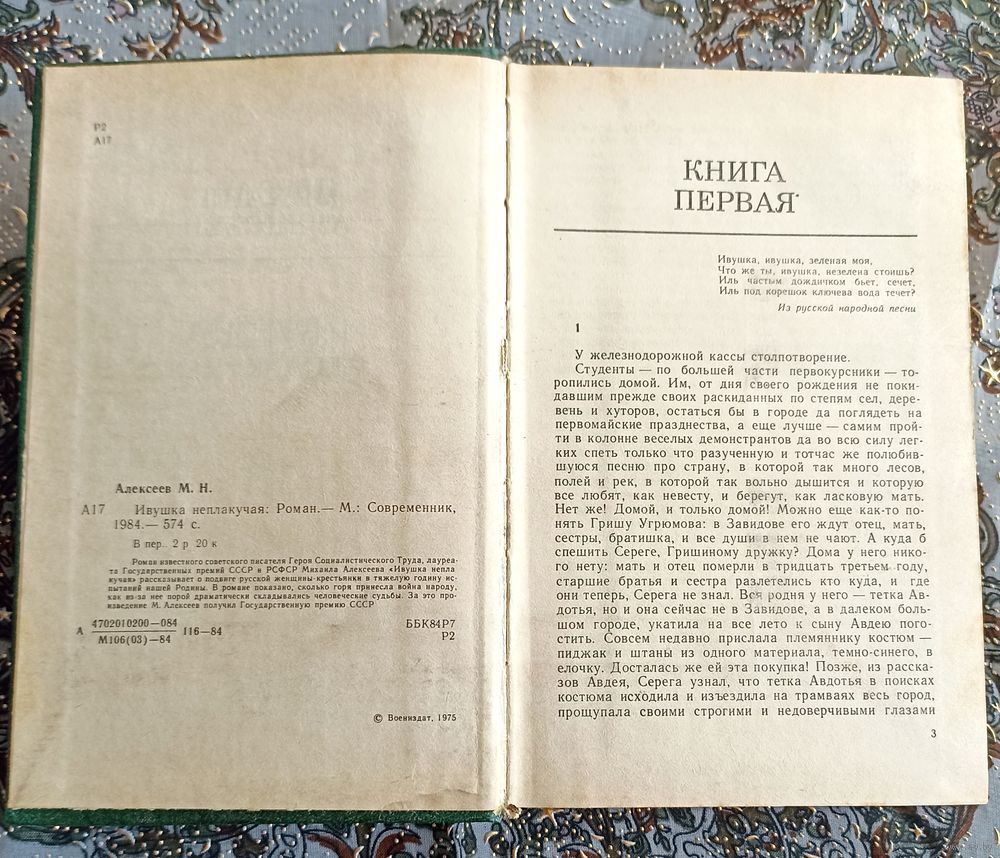 Р2
А17
Алексеев М. Н.
А17 Ивушка неплакучая: Роман.— М.: Современник,
1984.— 574 с.
В пер.. 2 р 20 к
Роман известного советского писателя Героя Социалистического Труда, лауреа-
та Государственных премий СССР и РСФСР Михаила Алексеева «Ивушка непла
кучая» рассказывает о подвиге русской женщины-крестьянки в тяжелую годину ис-
пытаний нашей Родины. В романе показано, сколько горя принесла война народу,
как из-за нее порой драматически складывались человеческие судьбы. За это про-
изведение М. Алексеев получил Государственную премию СССР
4702010200—084
А 116—84
М106(03)—84
ББК84Р7
Р2
© Воениздат, 1975
КНИГА
ПЕРВАЯ
Ивушка, ивушка, зеленая моя,
Что же ты, ивушка, незелена стоишь?
Иль частым дождичком бьет, сечет,
Иль под корешок ключева вода течет?
Из русской народной песни
1
У железнодорожной кассы столпотворение.
Студенты — по большей части первокурсники — то-
ропились домой. Им, от дня своего рождения не поки-
давшим прежде своих раскиданных по степям сел, дере-
вень и хуторов, остаться бы в городе да поглядеть на
первомайские празднества, а еще лучше — самим прой-
ти в колонне веселых демонстрантов да во всю силу лег-
ких спеть только что разученную и тотчас же полюбив-
шуюся песню про страну, в которой так много лесов,
полей и рек, в которой так вольно дышится и которую
все любят, как невесту, и берегут, как ласковую мать.
Нет же! Домой, и только домой! Можно еще как-то по-
нять Гришу Угрюмова: в Завидове его ждут отец, мать,
сестры, братишка, и все души в нем не чают. А куда б
спешить Сереге, Гришиному дружку? Дома у него нико-
го нету: мать и отец померли в тридцать третьем году,
старшие братья и сестра разлетелись кто куда, и где
они теперь, Серега не знал. Вся родня у него — тетка Ав-
дотья, но и она сейчас не в Завидове, а в далеком боль-
шом городе, укатила на все лето к сыну Авдею пого-
стить. Совсем недавно прислала племяннику костюм —
пиджак и штаны из одного материала, темно-синего, в
елочку. Досталась же ей эта покупка! Позже, из расска-
зов Авдея, Серега узнал, что тетка Авдотья в поисках
костюма исходила и изъездила на трамваях весь город,
прощупала своими строгими и недоверчивыми глазами
3